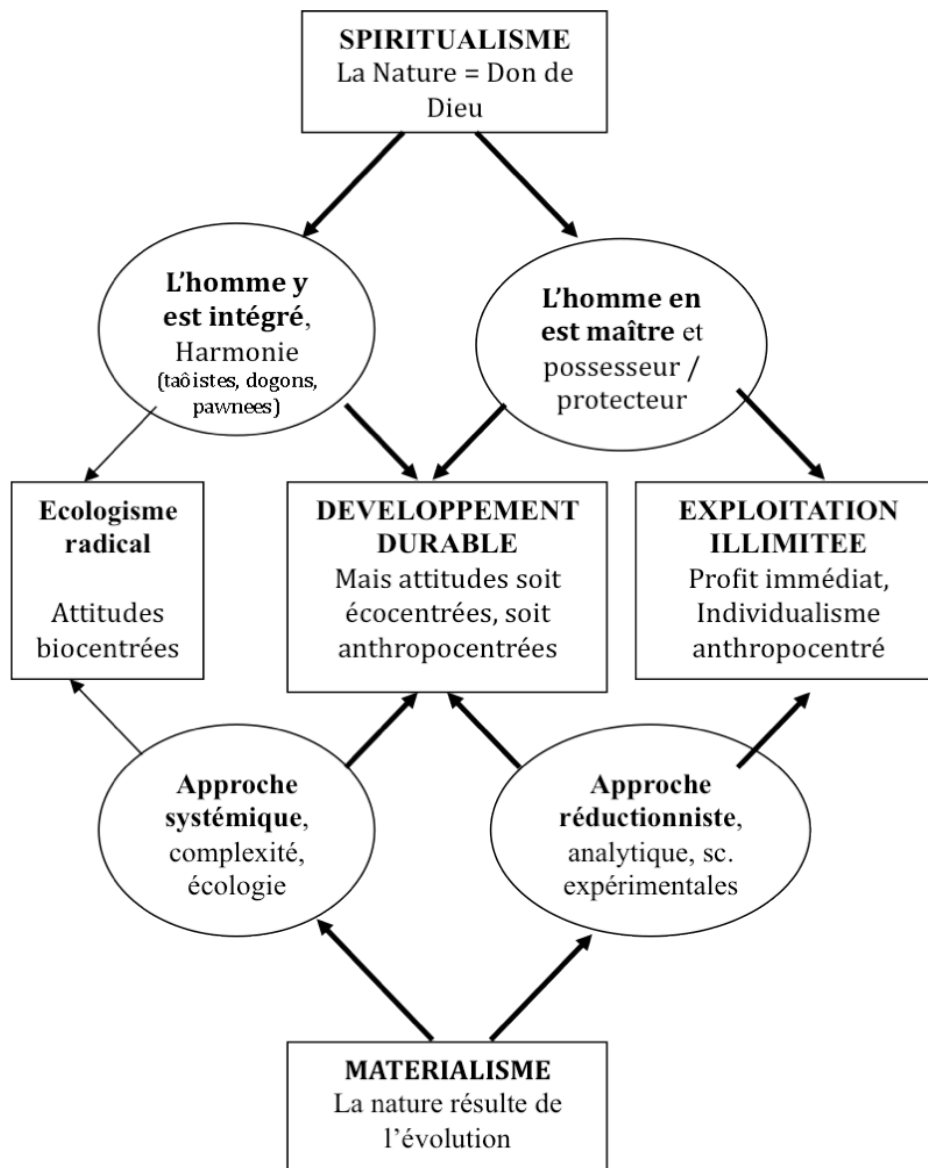 SPIRITUALISME
La Nature = Don de
Dieu
L’homme y
est intégré,
Harmonie
(taôistes, dogons,
pawnees)
L’homme en
est maître et
possesseur /
protecteur
Ecologisme
radical
Attitudes
biocentrées
DEVELOPPEMENT
DURABLE
Mais attitudes soit
écocentrées, soit
anthropocentrées
EXPLOITATION
ILLIMITEE
Profit immédiat,
Individualisme
anthropocentré
Approche
systémique,
complexité,
écologie
Approche
réductionniste,
analytique, sc.
expérimentales
MATERIALISME
La nature résulte de
l’évolution